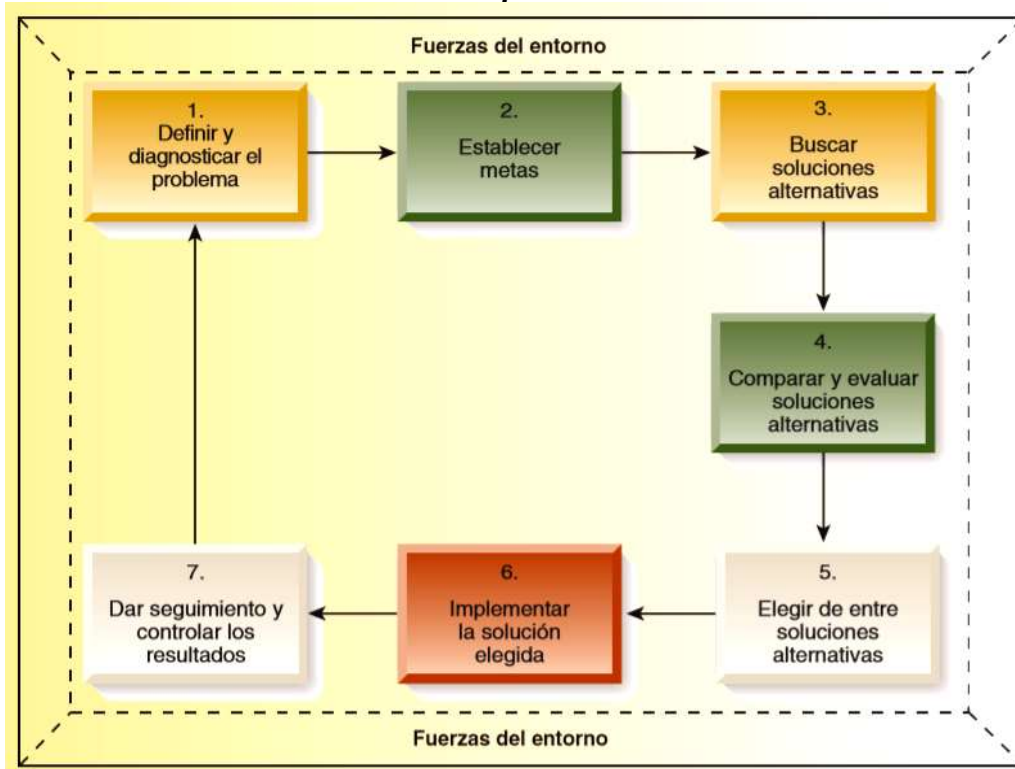 Fuerzas del entorno
1.
Definir y
diagnosticar el
problema
2.
Establecer
metas
3.
Buscar
soluciones
alternativas
4.
Comparar y evaluar
soluciones
alternativas
5.
Elegir de entre
soluciones
alternativas
6.
Implementar
la solución
elegida
7.
Dar seguimiento y
controlar los
resultados
Fuerzas del entorno